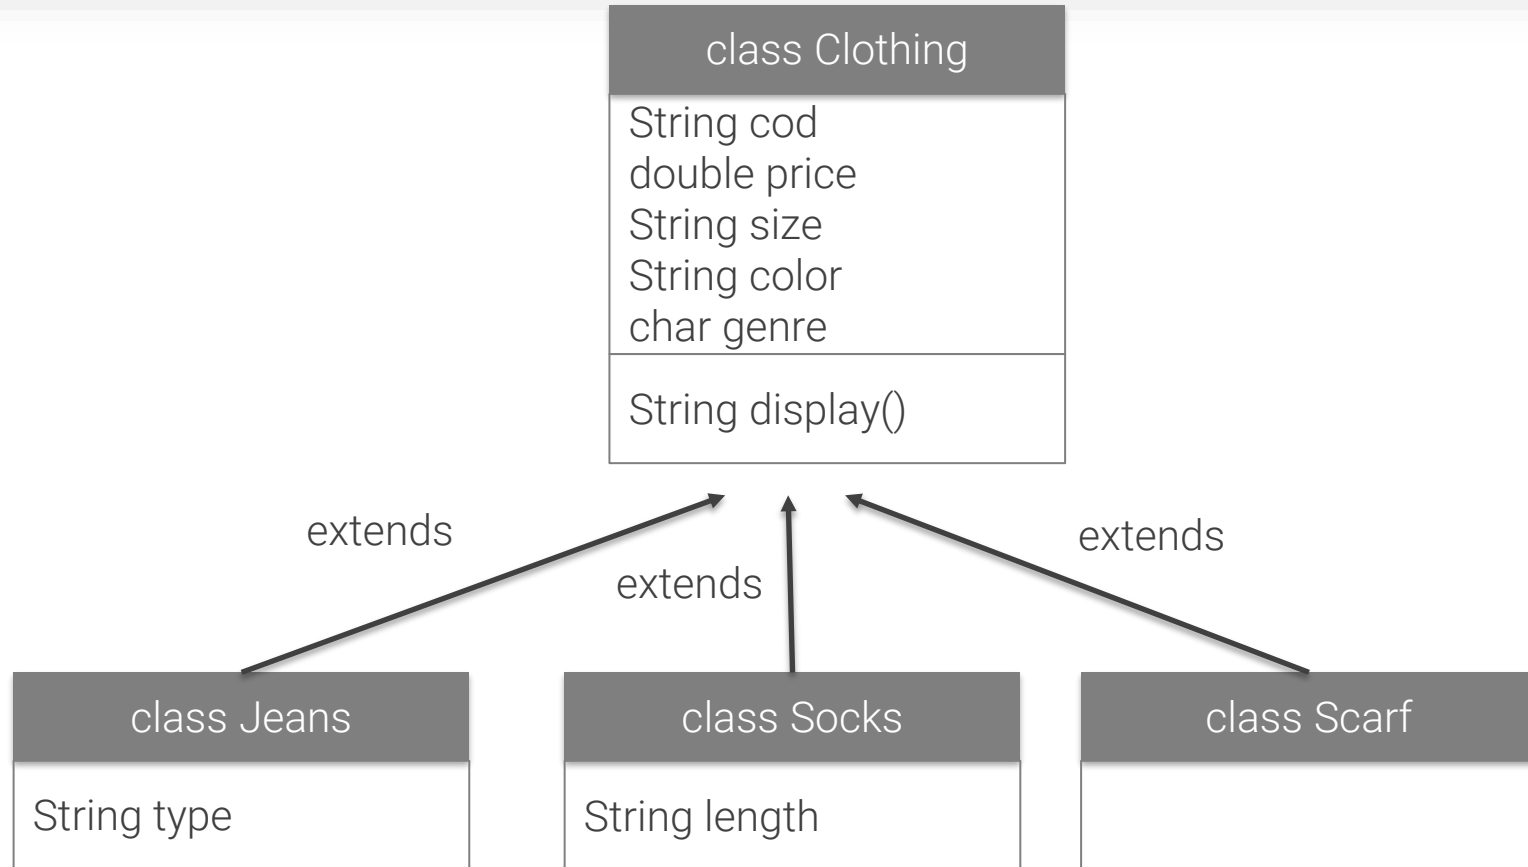 class Clothing
String cod
double price
String size
String color
char genre
String display()
extends
extends
extends
class Jeans
class Socks
class Scarf
String type
String length